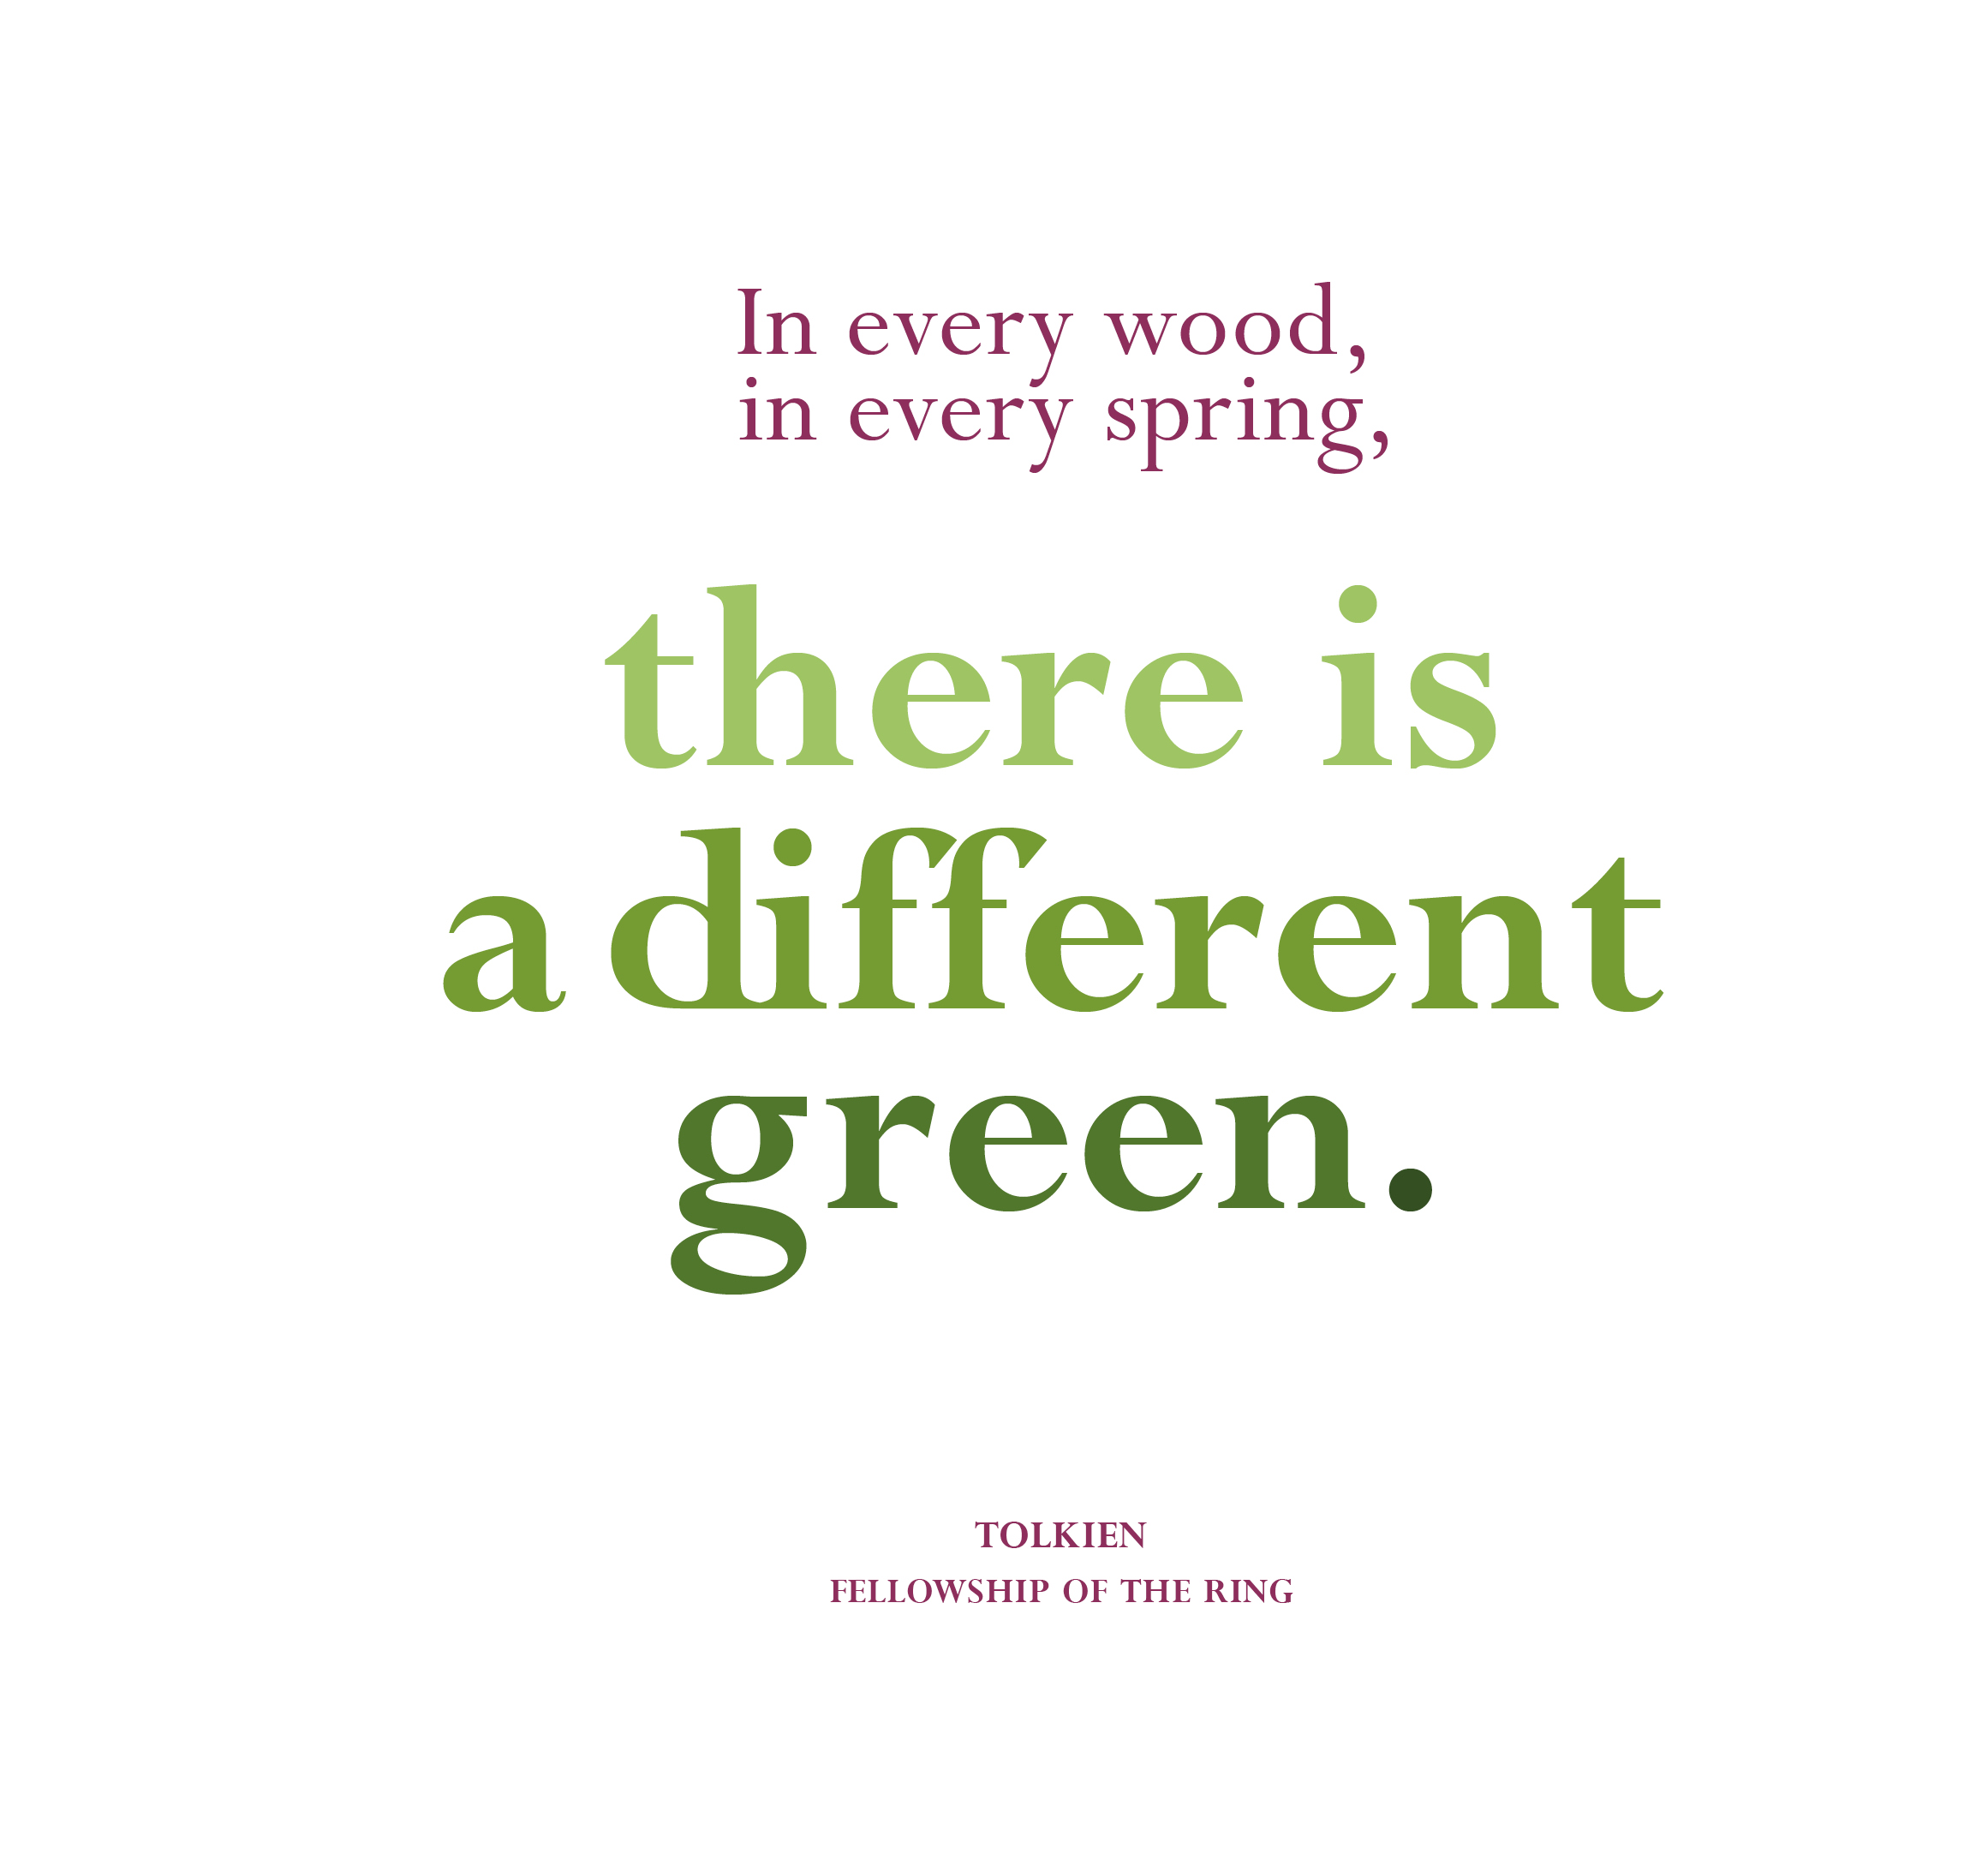 In every wood,
in every spring,
there is
a different
green.
TOLKIEN
FELLOWSHIP OF THE RING